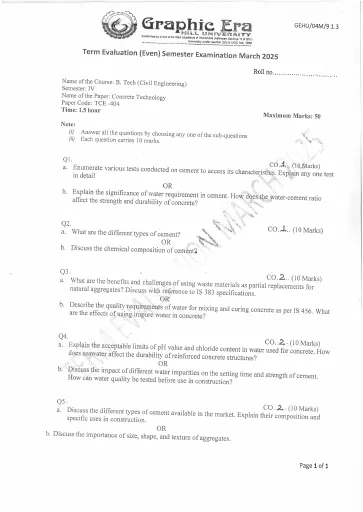 Graphic Era
HILL UNIVERSITY
GEHU/04M/9.1.3
Term Evaluation (Even) Semester Examination March 2025
Roll no
Name of the Course: B. Tech (Civil Engineering)
Semester: IV
Name of the Paper: Concrete Technology
Paper Code: TCE -404
Time: 1.5 hour
Maximum Marks: 50
Note:
(i) Answer all the questions by choosing any one of the sub-questions
(ii) Each question carries 10 marks.
Q1. CO.1.. (10 Marks)
a. Enumerate various tests conducted on cement to access its characteristics. Explain any one test
in detail
OR
b. Explain the significance of water requirement in cement. How does the water-cement ratio
affect the strength and durability of concrete?
Q2.
a. What are the different types of cement? CO..1.. (10 Marks)
OR
b. Discuss the chemical composition of cement?
Q3. CO..2.. (10 Marks)
a. What are the benefits and challenges of using waste materials as partial replacements for
natural aggregates? Discuss with reference to IS 383 specifications.
OR
b. Describe the quality requirements of water for mixing and curing concrete as per IS 456. What
are the effects of using impure water in concrete?
Q4. CO..2.. (10 Marks)
a. Explain the acceptable limits of pH value and chloride content in water used for concrete. How
does seawater affect the durability of reinforced concrete structures?
OR
b. Discuss the impact of different water impurities on the setting time and strength of cement.
How can water quality be tested before use in construction?
Q5. CO..2.. (10 Marks)
a. Discuss the different types of cement available in the market. Explain their composition and
specific uses in construction.
OR
b. Discuss the importance of size, shape, and texture of aggregates.
Page 1 of 1